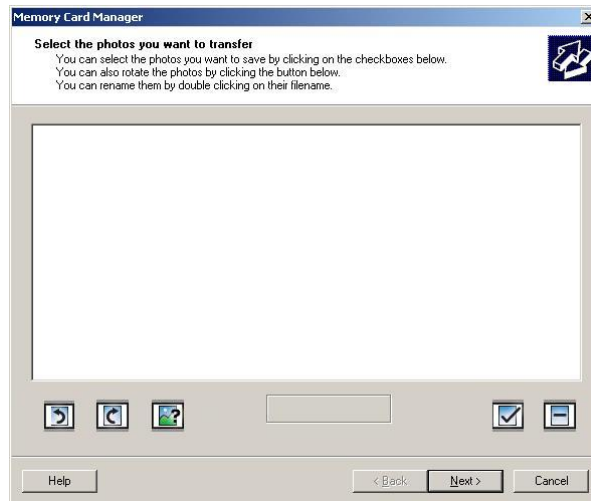 Memory Card Manager
Select the photos you want to transfer
You can select the photos you want to save by clicking on the checkboxes below.
You can also rotate the photos by clicking the button below.
You can rename them by double clicking on their filename.
Help
< Back
Next >
Cancel